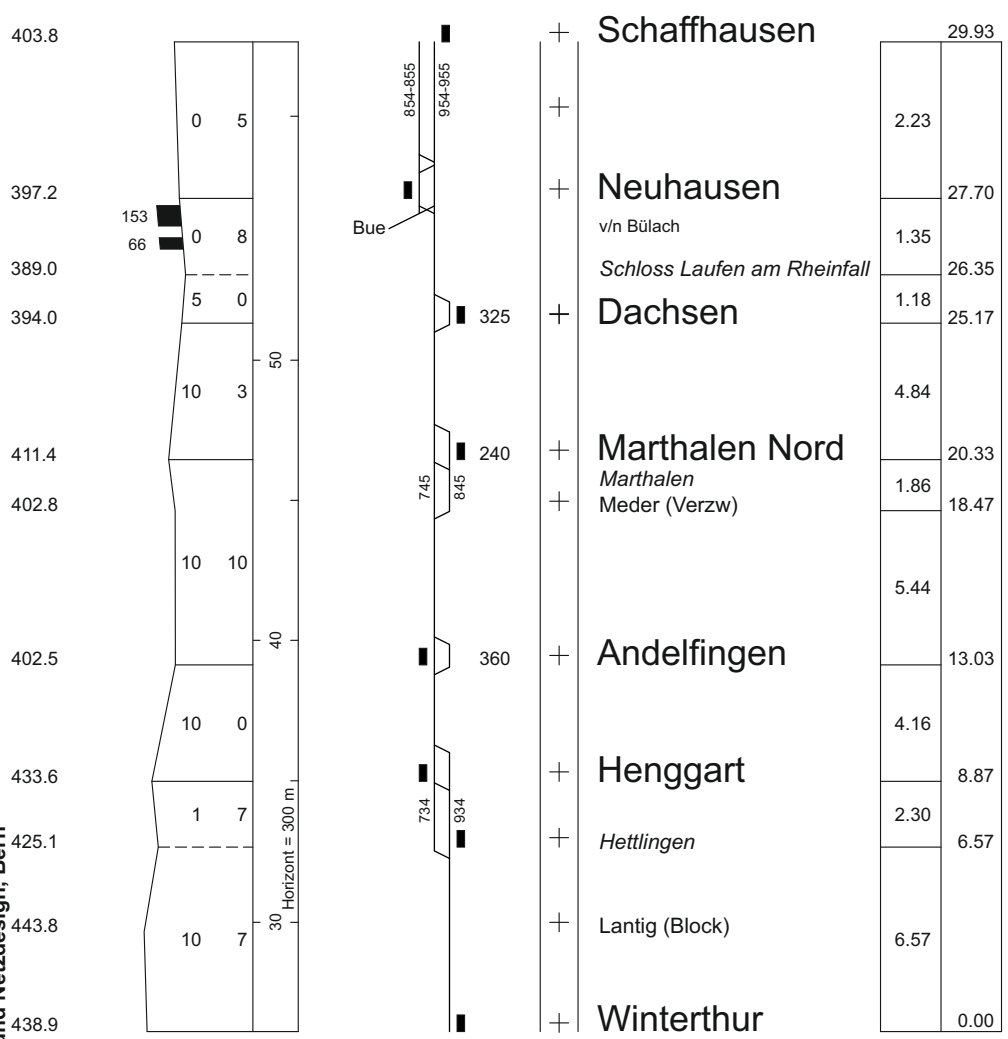 403.8 Schaffhausen 29.93
854-855 954-955
0 5 2.23
397.2 Neuhausen 27.70
153 Bue v/n Bülach
66 0 8 1.35
389.0 Schloss Laufen am Rheinfall 26.35
5 0 1.18
394.0 325 Dachsen 25.17
50
10 3 4.84
411.4 240 Marthalen Nord 20.33
745 845 Marthalen 1.86
402.8 Meder (Verzw) 18.47
10 10 5.44
40
402.5 360 Andelfingen 13.03
10 0 4.16
433.6 Henggart 8.87
1 7 734 934 2.30
425.1 Hettlingen 6.57
Horizont = 300 m
443.8 30 Lantig (Block)
10 7 6.57
438.9 Winterthur 0.00
und Netzdesign, Bern